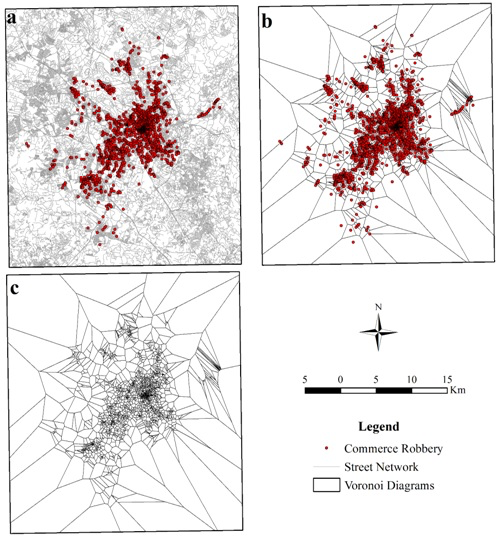 a
b
c
N
5 0 5 10 15
Km
Legend
Commerce Robbery
Street Network
Voronoi Diagrams